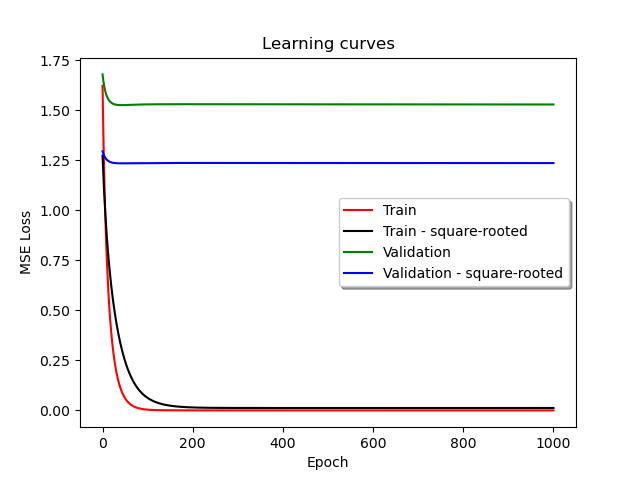 Learning curves
MSE Loss
1.75
1.50
1.25
1.00
0.75
0.50
0.25
0.00
Train
Train - square-rooted
Validation
Validation - square-rooted
0 200 400 600 800 1000
Epoch